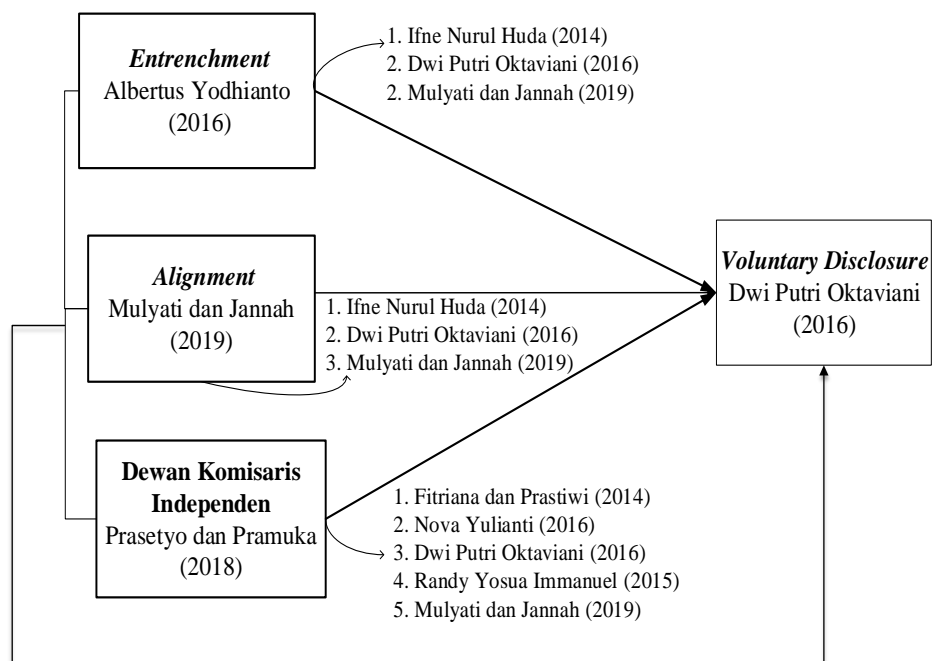 Entrenchment
Albertus Yodhianto
(2016)
1. Ifne Nurul Huda (2014)
2. Dwi Putri Oktaviani (2016)
2. Mulyati dan Jannah (2019)
Alignment
Mulyati dan Jannah
(2019)
1. Ifne Nurul Huda (2014)
2. Dwi Putri Oktaviani (2016)
3. Mulyati dan Jannah (2019)
Voluntary Disclosure
Dwi Putri Oktaviani
(2016)
Dewan Komisaris
Independen
Prasetyo dan Pramuka
(2018)
1. Fitriana dan Prastiwi (2014)
2. Nova Yulianti (2016)
3. Dwi Putri Oktaviani (2016)
4. Randy Yosua Immanuel (2015)
5. Mulyati dan Jannah (2019)